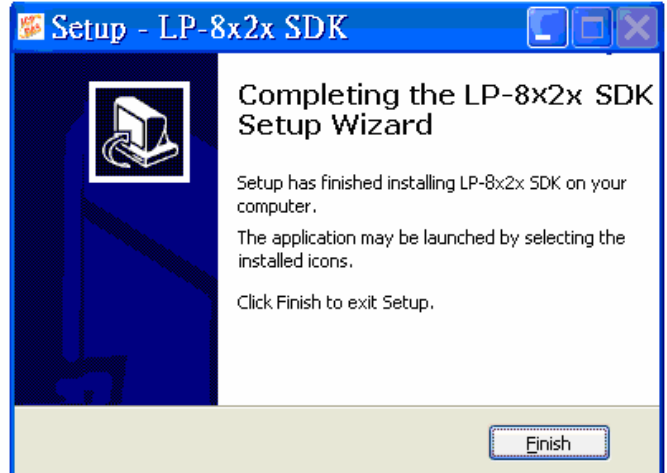 Setup - LP-8x2x SDK
Completing the LP-8x2x SDK
Setup Wizard
Setup has finished installing LP-8x2x SDK on your
computer.
The application may be launched by selecting the
installed icons.
Click Finish to exit Setup.
Finish